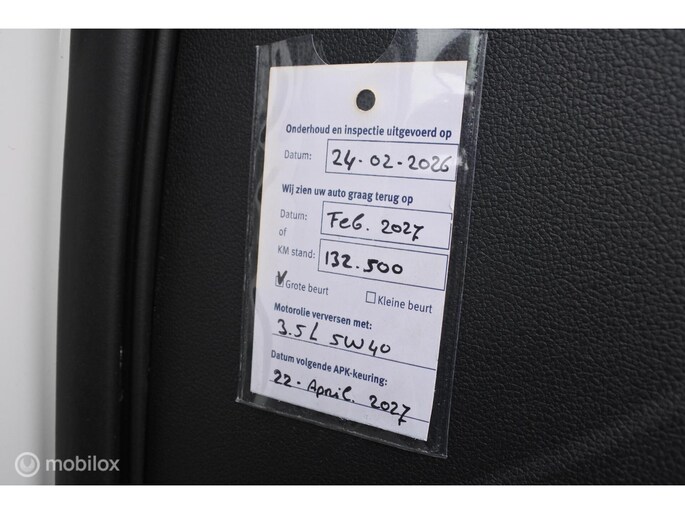 Onderhoud en inspectie uitgevoerd op
Datum: 24-02-2026
Wij zien uw auto graag terug op
Datum: Feb. 2027
of
KM stand: 132.500
Grote beurt Kleine beurt
Motorolie verversen met:
3.5L 5W40
Datum volgende APK-keuring:
22-April. 2027
mobilox